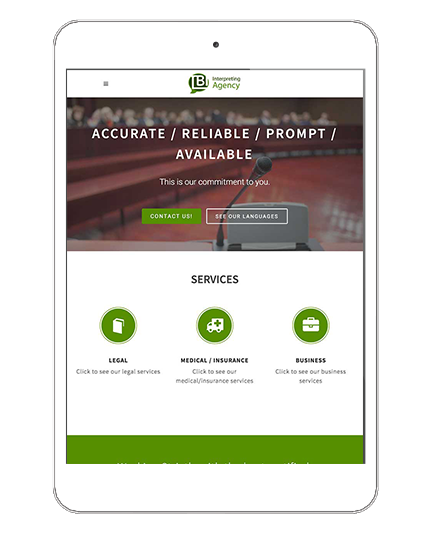 IB Interpreting
Agency
ACCURATE / RELIABLE / PROMPT /
AVAILABLE
This is our commitment to you.
CONTACT US!
SEE OUR LANGUAGES
SERVICES
LEGAL
Click to see our legal services
MEDICAL / INSURANCE
Click to see our
medical/insurance services
BUSINESS
Click to see our business
services